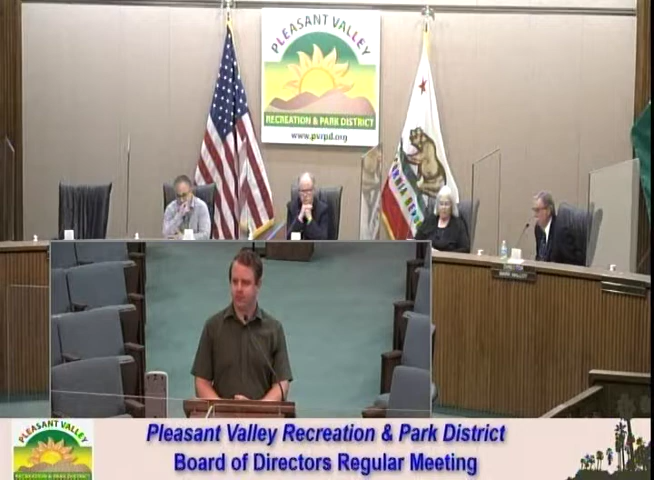 PLEASANT VALLEY
RECREATION & PARK DISTRICT
www.pvrpd.org
Pleasant Valley Recreation & Park District
Board of Directors Regular Meeting
PLEASANT VALLEY
RECREATION & PARK DISTRICT